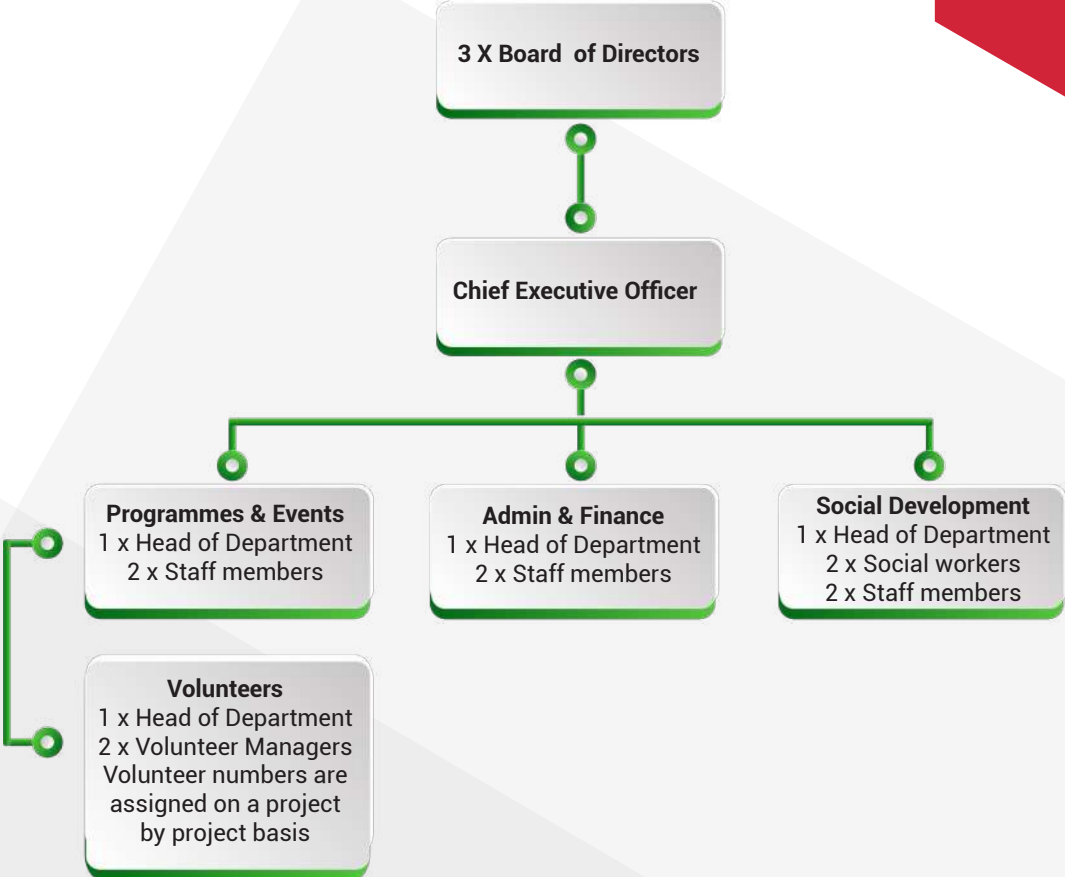 3 X Board of Directors
Chief Executive Officer
Programmes & Events
1 x Head of Department
2 x Staff members
Admin & Finance
1 x Head of Department
2 x Staff members
Social Development
1 x Head of Department
2 x Social workers
2 x Staff members
Volunteers
1 x Head of Department
2 x Volunteer Managers
Volunteer numbers are
assigned on a project
by project basis